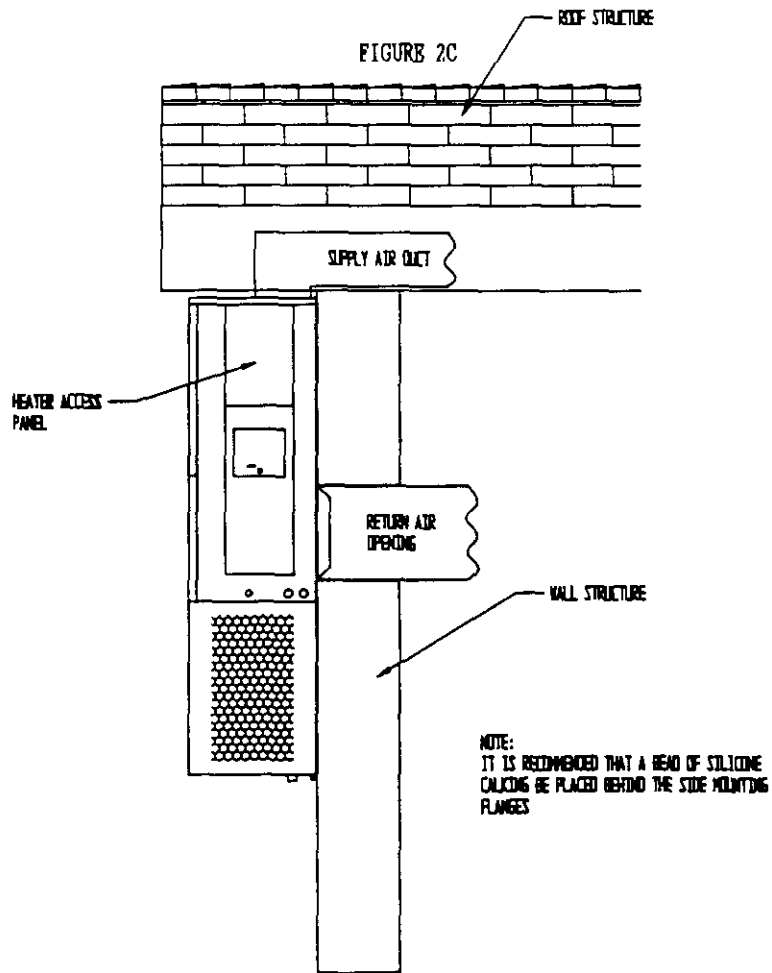 ROOF STRUCTURE
FIGURE 2C
SUPPLY AIR DUCT
HEATER ACCESS
PANEL
RETURN AIR
OPENING
WALL STRUCTURE
NOTE:
IT IS RECOMMENDED THAT A BEAD OF SILICONE
CAULKING BE PLACED BEHIND THE SIDE MOUNTING
FLANGES